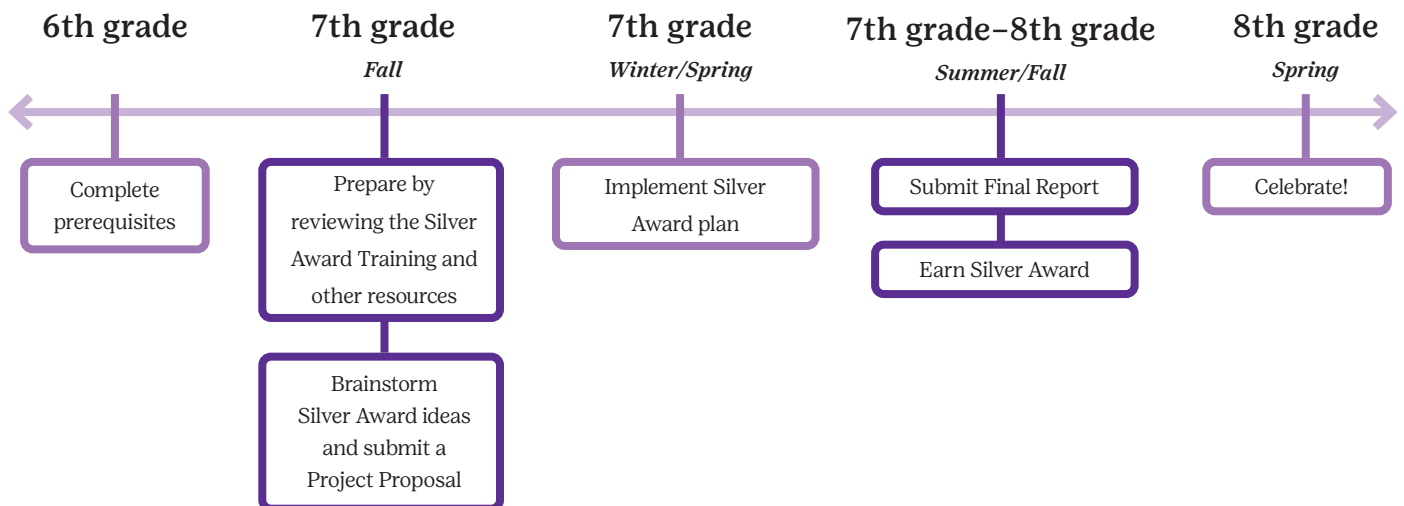 6th grade
7th grade
Fall
7th grade
Winter/Spring
7th grade–8th grade
Summer/Fall
8th grade
Spring
Complete
prerequisites
Prepare by
reviewing the Silver
Award Training and
other resources
Brainstorm
Silver Award ideas
and submit a
Project Proposal
Implement Silver
Award plan
Submit Final Report
Earn Silver Award
Celebrate!